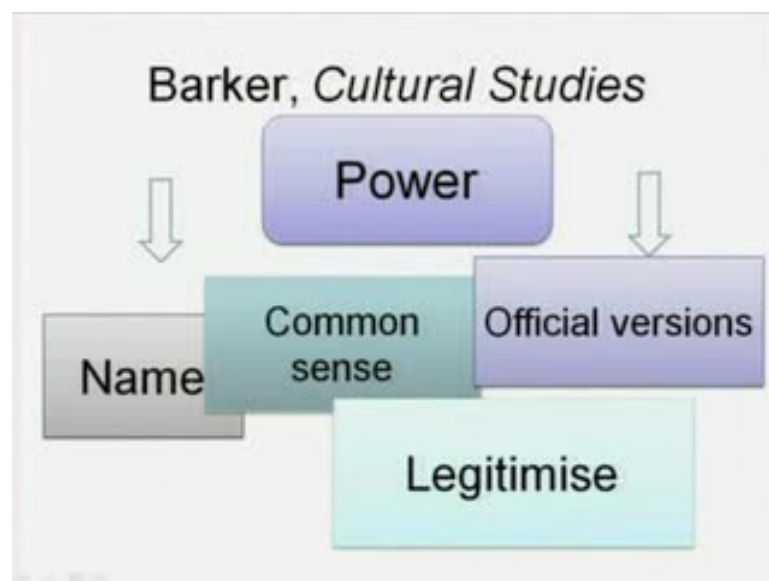 Barker, Cultural Studies
Power
Name
Common
sense
Official versions
Legitimise